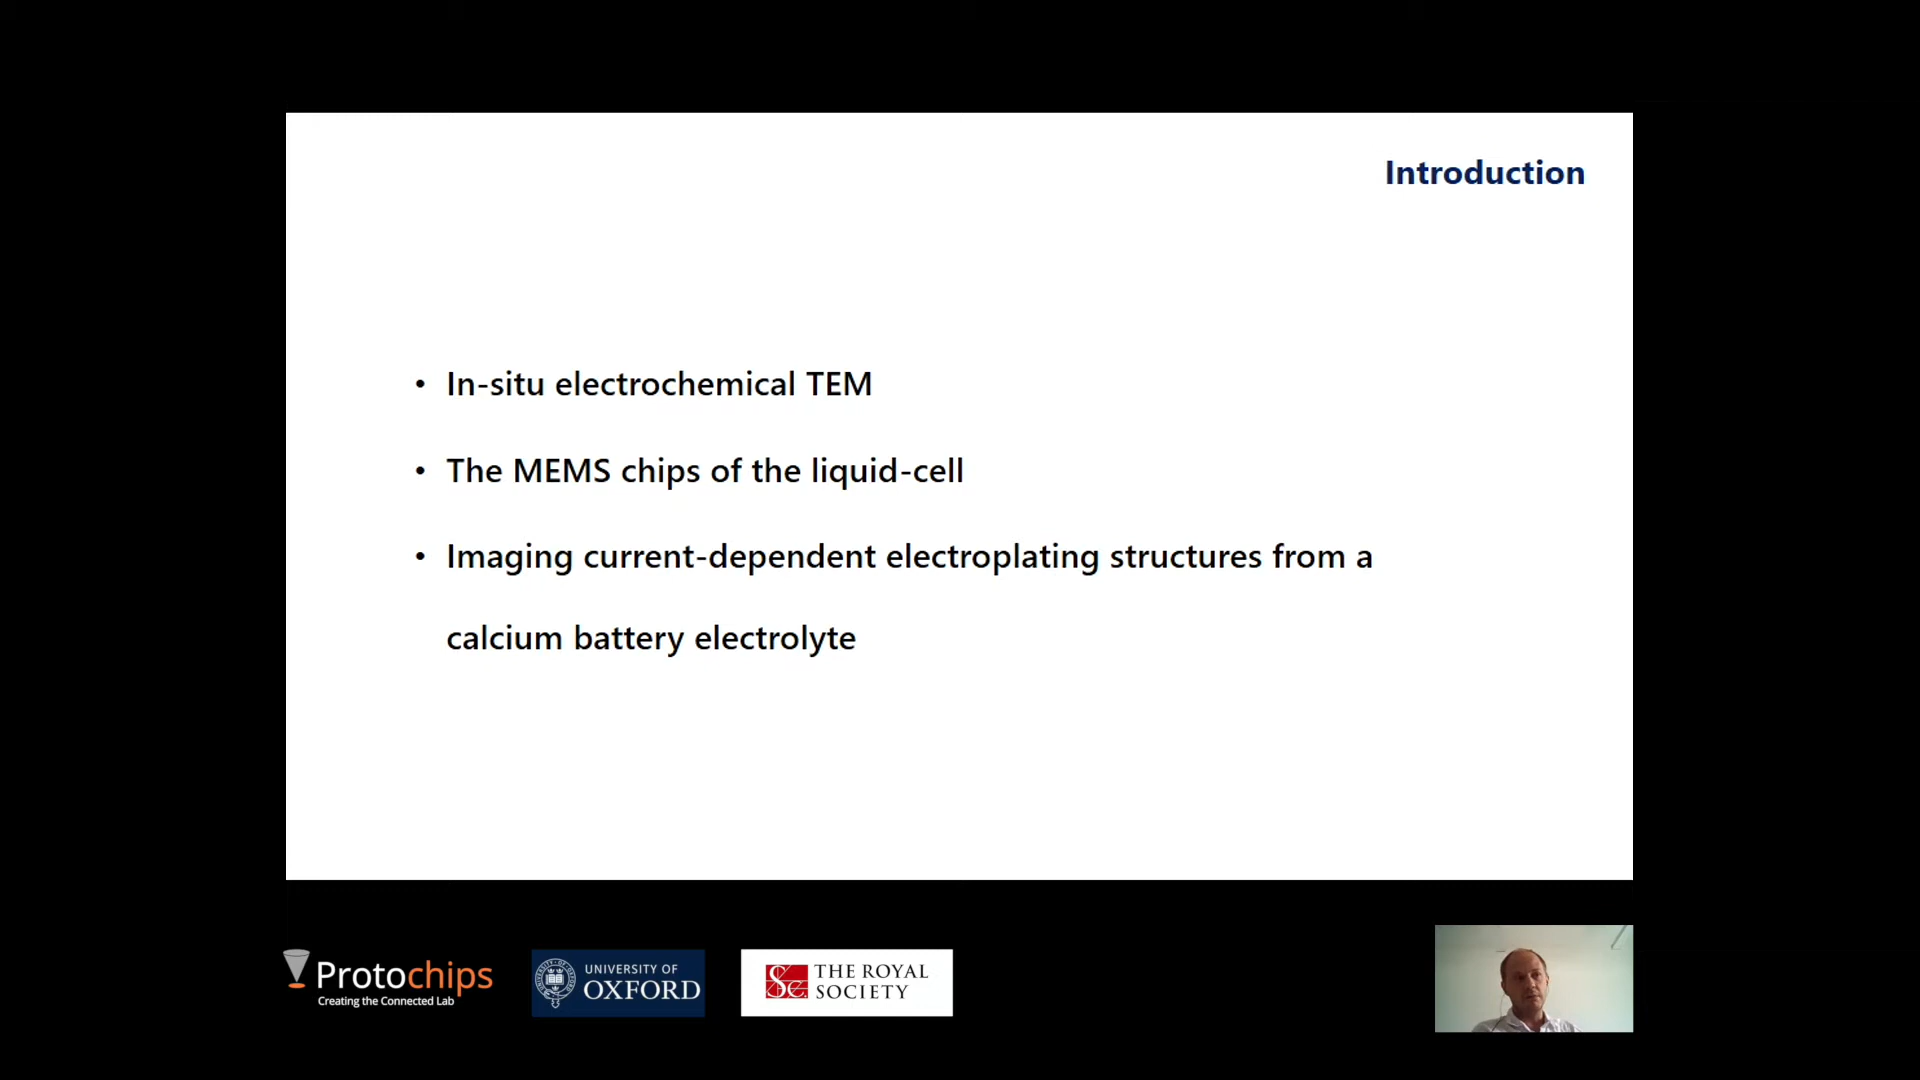 Introduction
• In-situ electrochemical TEM
• The MEMS chips of the liquid-cell
• Imaging current-dependent electroplating structures from a
calcium battery electrolyte
Protochips
Creating the Connected Lab
UNIVERSITY OF
OXFORD
THE ROYAL
SOCIETY